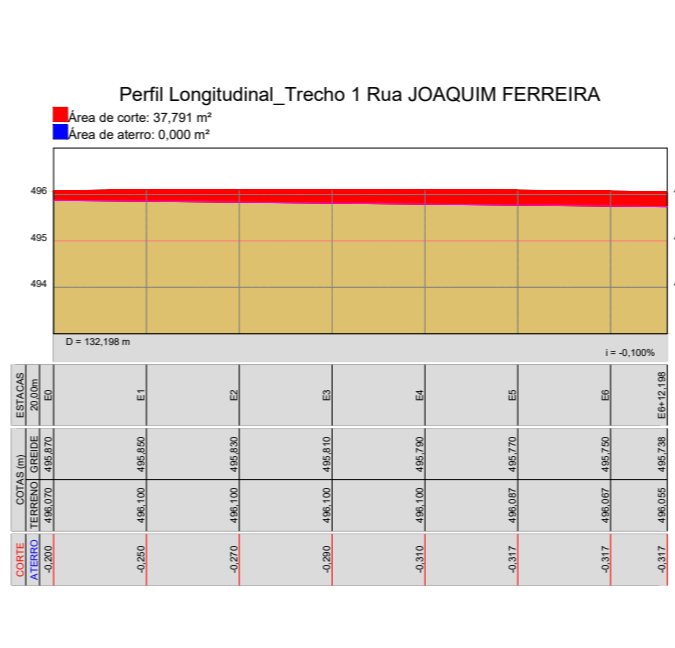 Perfil Longitudinal_Trecho 1 Rua JOAQUIM FERREIRA
Área de corte: 37,791 m²
Área de aterro: 0,000 m²
496
495
494
D = 132,198 m
i = -0,100%
ESTACAS
20,00m
E0
E1
E2
E3
E4
E5
E6
E6+12,198
COTAS (m)
GREIDE
495,870
495,850
495,830
495,810
495,790
495,770
495,750
495,738
TERRENO
496,070
496,100
496,100
496,100
496,100
496,087
496,067
496,055
CORTE
ATERRO
-0,200
-0,250
-0,270
-0,290
-0,310
-0,317
-0,317
-0,317